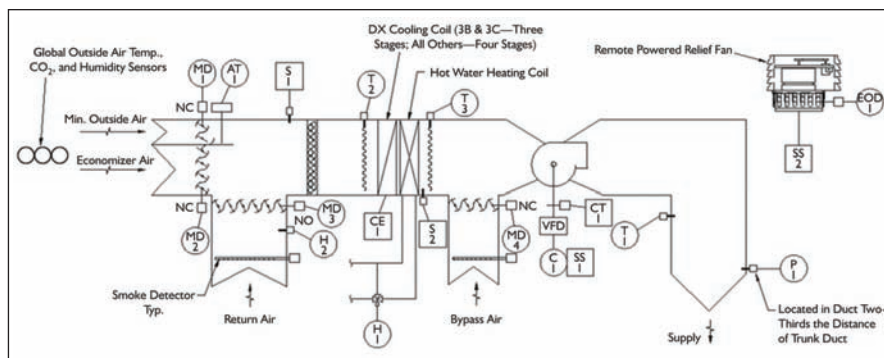 DX Cooling Coil (3B & 3C—Three
Stages; All Others—Four Stages)
Hot Water Heating Coil
Global Outside Air Temp.,
CO2, and Humidity Sensors
Remote Powered Relief Fan
MD
1
AT
1
S
1
T
2
T
3
EOD
1
SS
2
NC
Min. Outside Air
Economizer Air
NC
MD
2
MD
3
NO
H
2
CE
1
S
2
NC
MD
4
VFD
CT
1
C
1
SS
1
T
1
P
1
Smoke Detector
Typ.
Return Air
H
1
Bypass Air
Supply
Located in Duct Two-
Thirds the Distance
of Trunk Duct